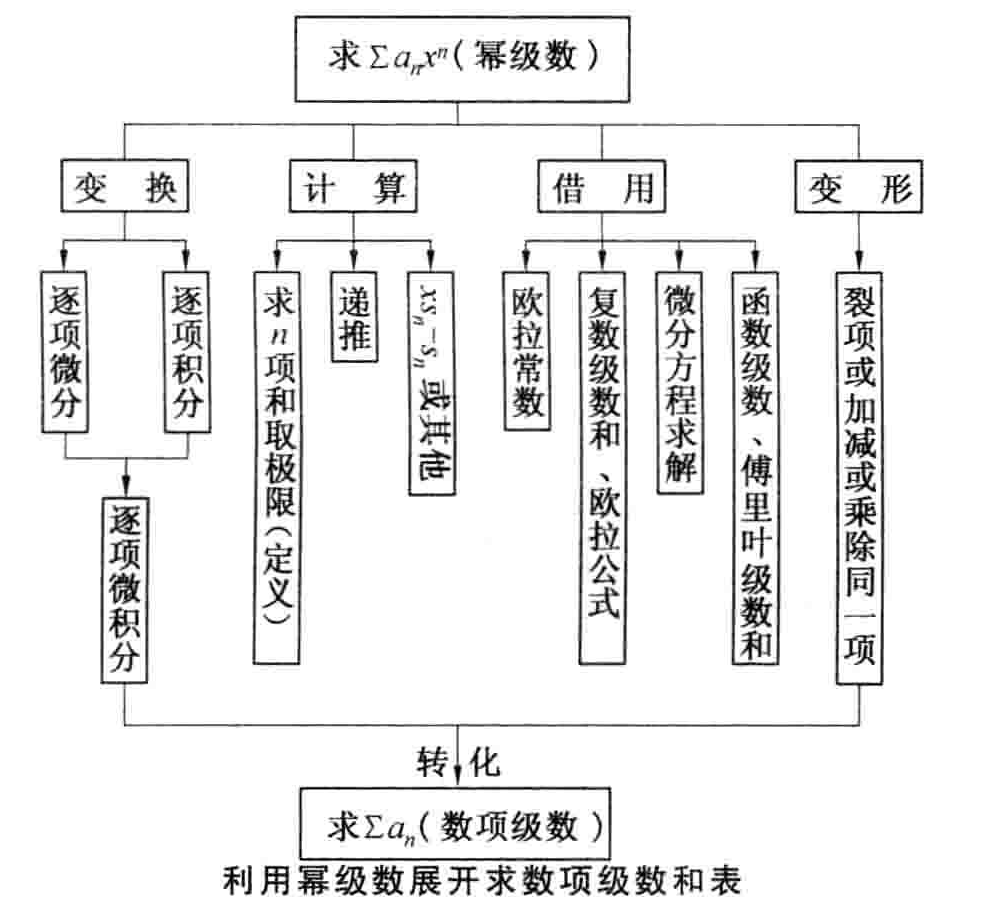 求Σaₙxⁿ(幂级数)
变 换
计 算
借 用
变 形
逐项微分
逐项积分
求n项和取极限(定义)
递推
xsₙ-sₙ或其他
欧拉常数
复数级数和、欧拉公式
微分方程求解
函数级数、傅里叶级数和
裂项或加减或乘除同一项
逐项微积分
转化
求Σaₙ(数项级数)
利用幂级数展开求数项级数和表